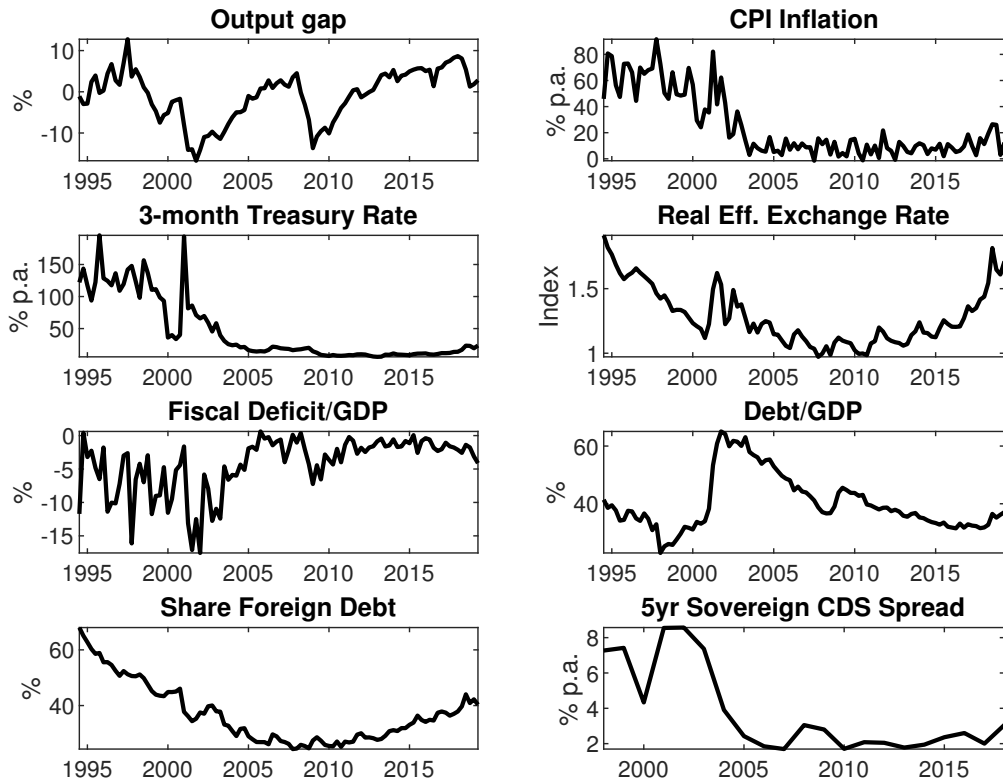 Output gap
%
10
0
-10
1995 2000 2005 2010 2015
CPI Inflation
% p.a.
80
60
40
20
0
1995 2000 2005 2010 2015
3-month Treasury Rate
% p.a.
150
100
50
1995 2000 2005 2010 2015
Real Eff. Exchange Rate
Index
1.5
1
1995 2000 2005 2010 2015
Fiscal Deficit/GDP
%
0
-5
-10
-15
1995 2000 2005 2010 2015
Debt/GDP
%
60
40
1995 2000 2005 2010 2015
Share Foreign Debt
%
60
40
1995 2000 2005 2010 2015
5yr Sovereign CDS Spread
% p.a.
8
6
4
2
2000 2005 2010 2015